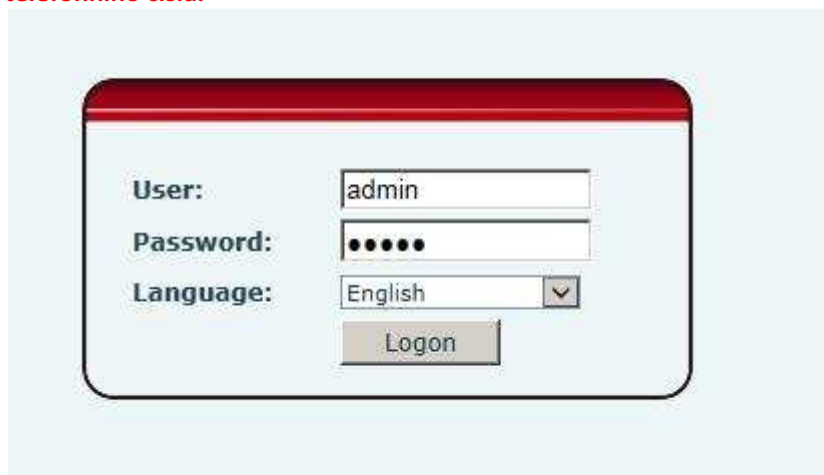 User: admin
Password: •••••
Language: English
Logon